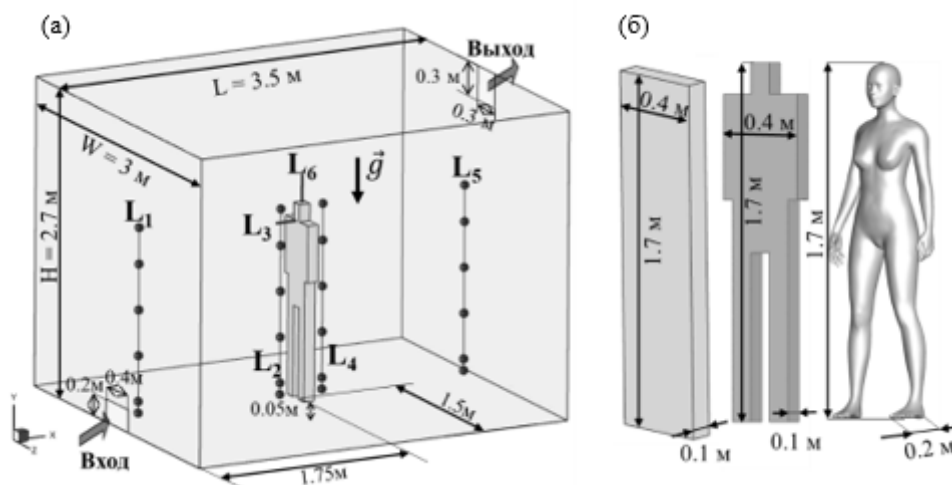 (а)
(б)
Выход
L = 3.5 м
0.3 м
0.3 м
W = 3 м
H = 2.7 м
L₁
L₆
g⃗
L₅
L₃
L₂
L₄
0.4м
0.2м
0.05м
1.5м
Вход
1.75м
Y
X
Z
0.4 м
1.7 м
0.1 м
0.4 м
1.7 м
0.1 м
1.7 м
0.2 м